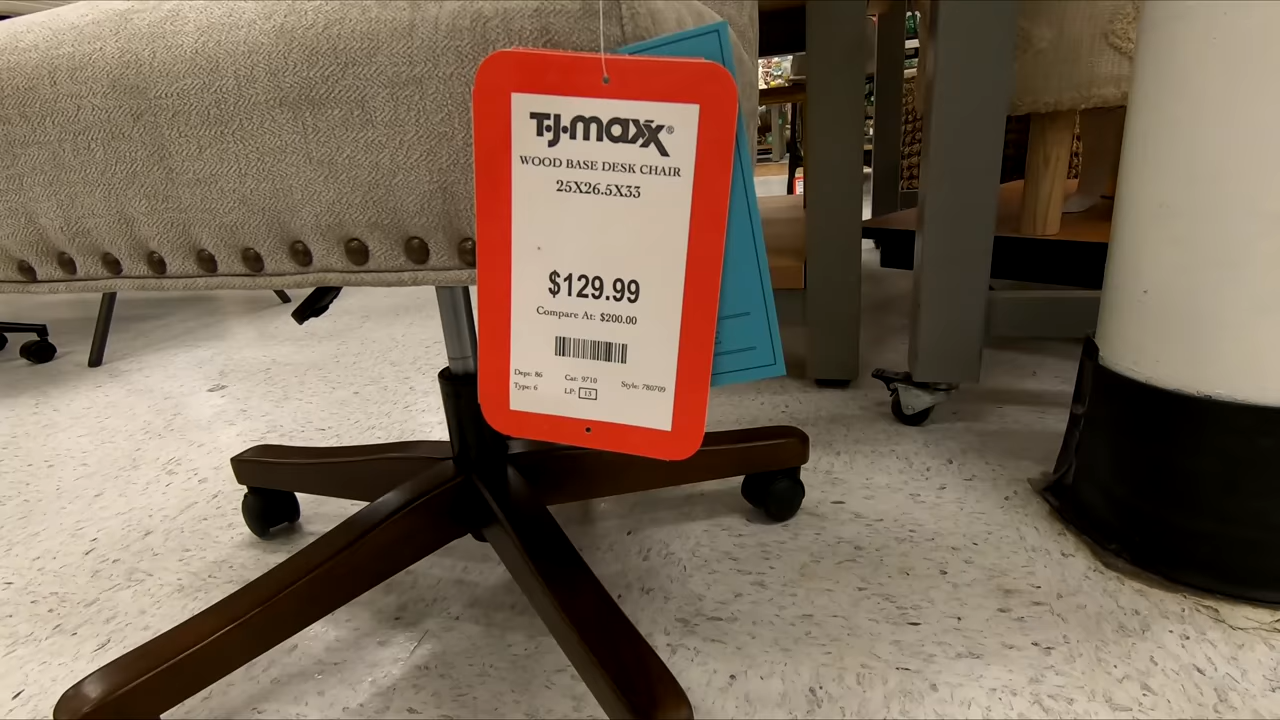 T·J·maxx®
WOOD BASE DESK CHAIR
25X26.5X33
$129.99
Compare At: $200.00
Dept: 86 Cat: 9710 Style: 780709
Type: 6 LP: 15